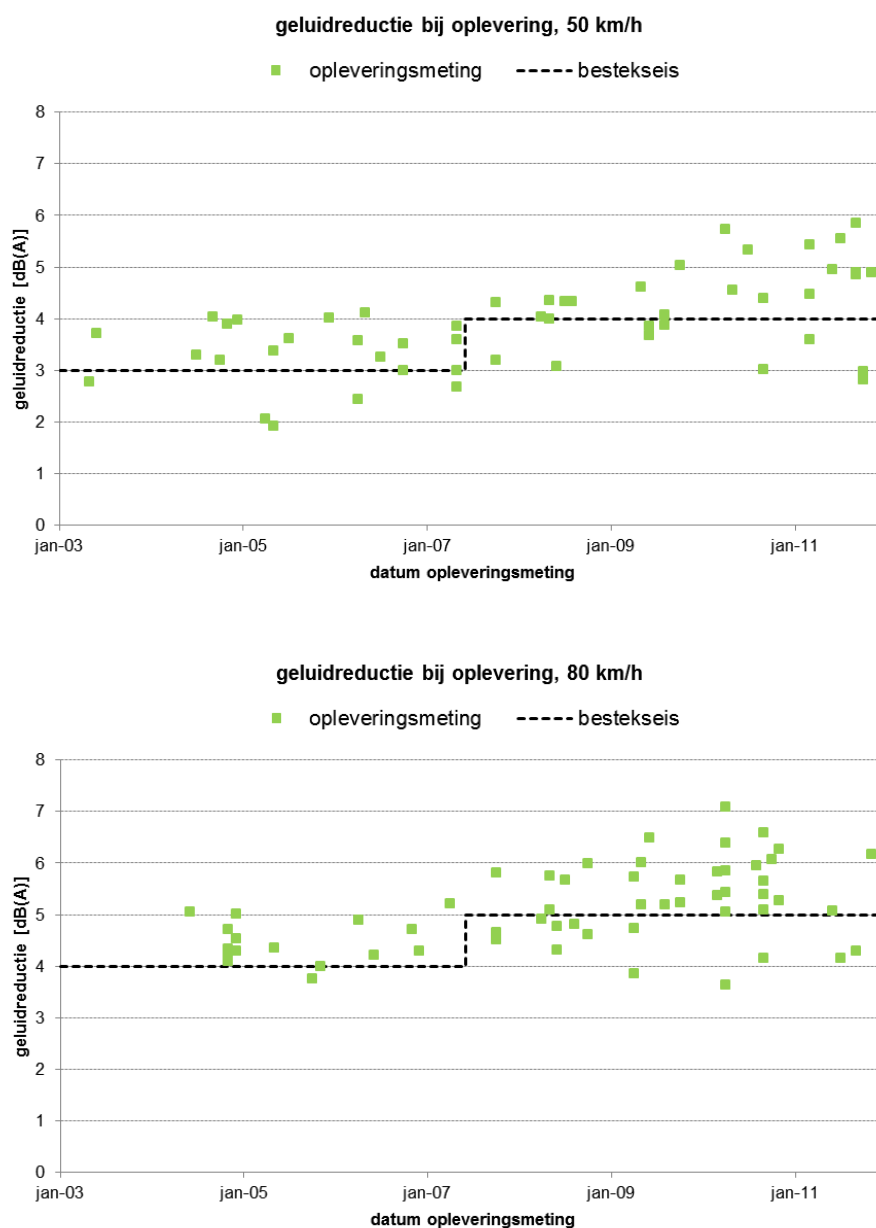 geluidreductie bij oplevering, 50 km/h
opleveringsmeting bestekseis
geluidreductie [dB(A)]
8
7
6
5
4
3
2
1
0
jan-03 jan-05 jan-07 jan-09 jan-11
datum opleveringsmeting
geluidreductie bij oplevering, 80 km/h
opleveringsmeting bestekseis
geluidreductie [dB(A)]
8
7
6
5
4
3
2
1
0
jan-03 jan-05 jan-07 jan-09 jan-11
datum opleveringsmeting